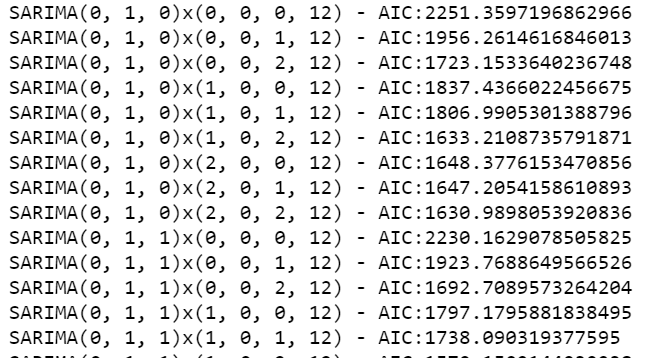 SARIMA(0, 1, 0)x(0, 0, 0, 12) - AIC:2251.3597196862966
SARIMA(0, 1, 0)x(0, 0, 1, 12) - AIC:1956.2614616846013
SARIMA(0, 1, 0)x(0, 0, 2, 12) - AIC:1723.1533640236748
SARIMA(0, 1, 0)x(1, 0, 0, 12) - AIC:1837.4366022456675
SARIMA(0, 1, 0)x(1, 0, 1, 12) - AIC:1806.9905301388796
SARIMA(0, 1, 0)x(1, 0, 2, 12) - AIC:1633.2108735791871
SARIMA(0, 1, 0)x(2, 0, 0, 12) - AIC:1648.3776153470856
SARIMA(0, 1, 0)x(2, 0, 1, 12) - AIC:1647.2054158610893
SARIMA(0, 1, 0)x(2, 0, 2, 12) - AIC:1630.9898053920836
SARIMA(0, 1, 1)x(0, 0, 0, 12) - AIC:2230.1629078505825
SARIMA(0, 1, 1)x(0, 0, 1, 12) - AIC:1923.7688649566526
SARIMA(0, 1, 1)x(0, 0, 2, 12) - AIC:1692.7089573264204
SARIMA(0, 1, 1)x(1, 0, 0, 12) - AIC:1797.1795881838495
SARIMA(0, 1, 1)x(1, 0, 1, 12) - AIC:1738.090319377595